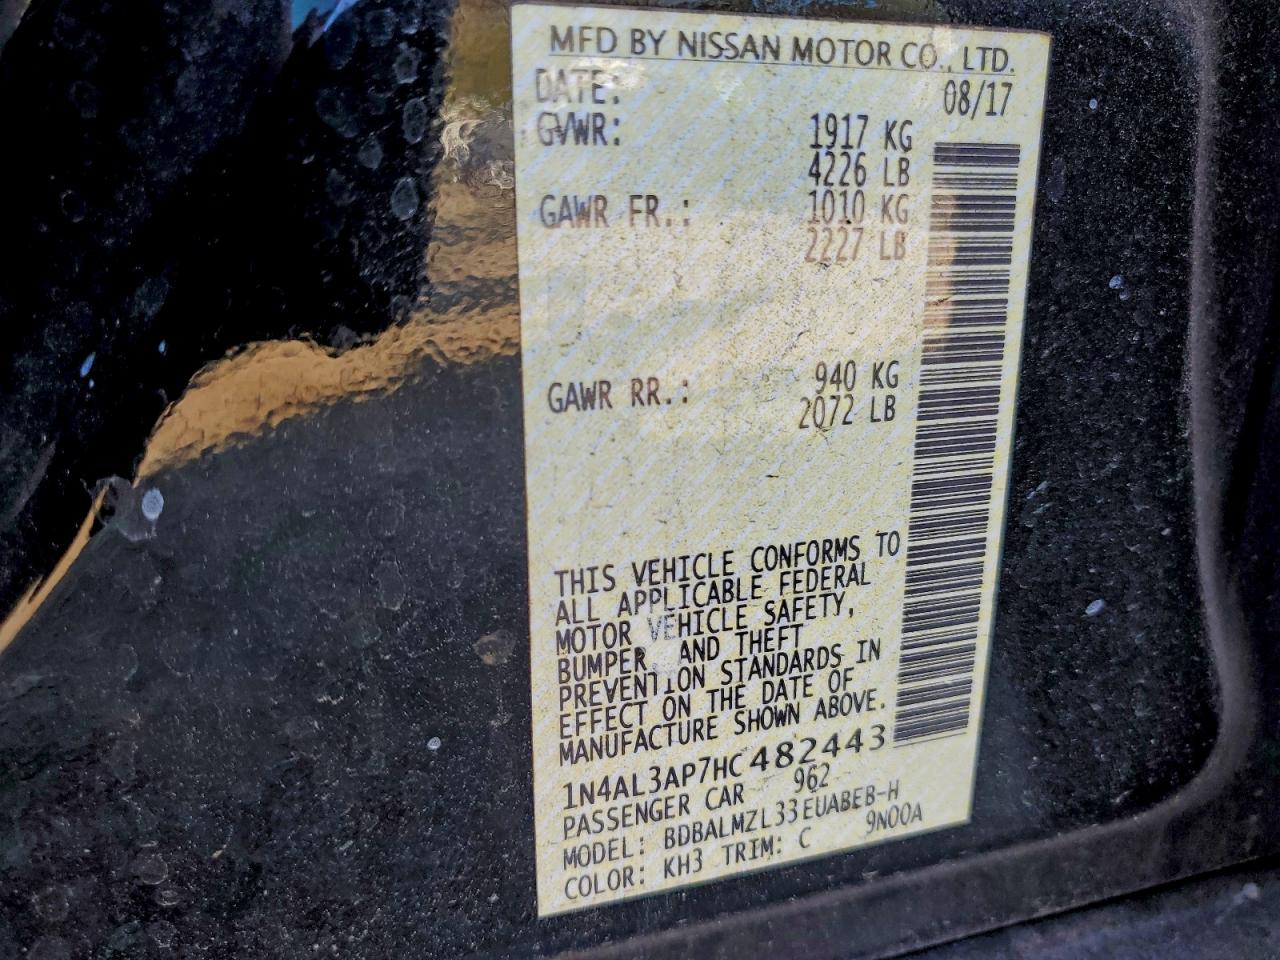 MFD BY NISSAN MOTOR CO., LTD.
DATE: 08/17
GVWR: 1917 KG
4226 LB
GAWR FR.: 1010 KG
2227 LB
GAWR RR.: 940 KG
2072 LB
THIS VEHICLE CONFORMS TO
ALL APPLICABLE FEDERAL
MOTOR VEHICLE SAFETY,
BUMPER, AND THEFT
PREVENTION STANDARDS IN
EFFECT ON THE DATE OF
MANUFACTURE SHOWN ABOVE.
1N4AL3AP7HC482443
PASSENGER CAR 962
MODEL: BDBALMZL33EUABEB-H
COLOR: KH3 TRIM: C 9N00A